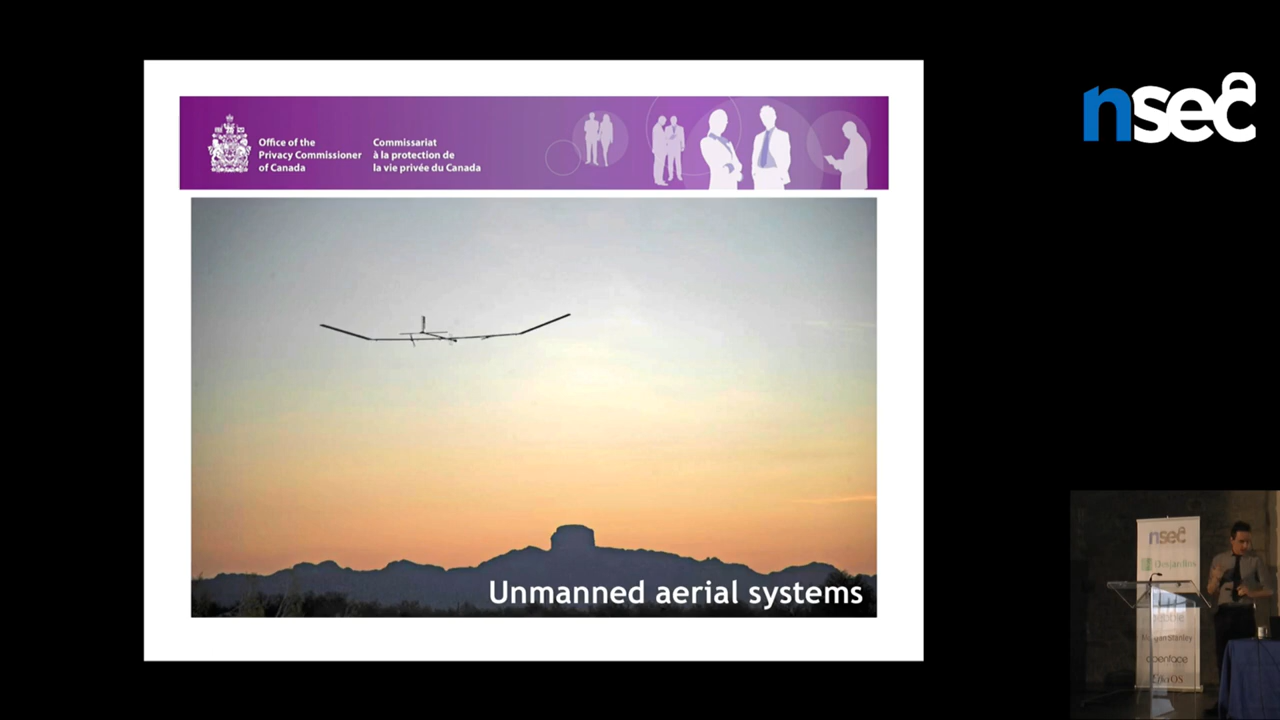 Office of the
Privacy Commissioner
of Canada
Commissariat
à la protection de
la vie privée du Canada
Unmanned aerial systems
nsec
nsec
Desjardins
Morgan Stanley
openface